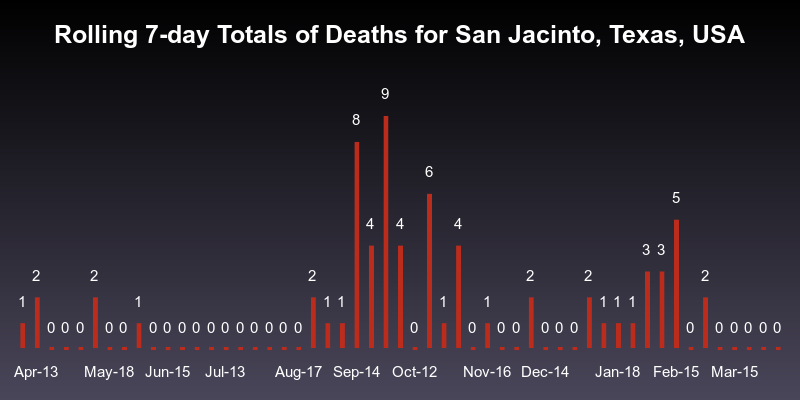 Rolling 7-day Totals of Deaths for San Jacinto, Texas, USA
9
8
6
5
4 4 4
3 3
2 2 2 2 2 2
1 1 1 1 1 1 1 1 1
0 0 0 0 0 0 0 0 0 0 0 0 0 0 0 0 0 0 0 0 0 0 0 0 0 0 0 0 0
Apr-13 May-18 Jun-15 Jul-13 Aug-17 Sep-14 Oct-12 Nov-16 Dec-14 Jan-18 Feb-15 Mar-15